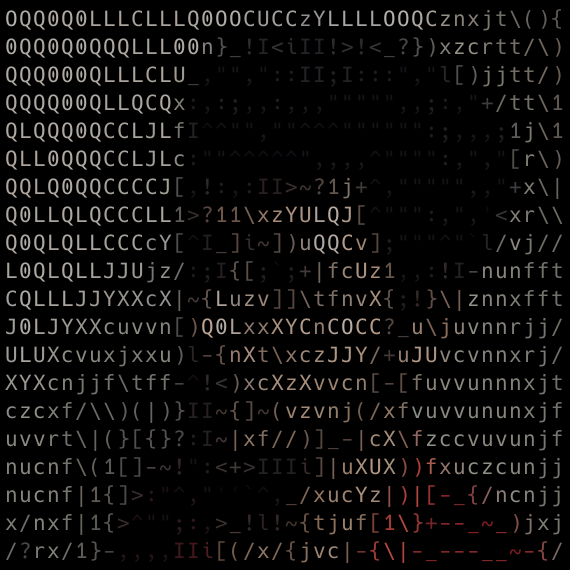 OQQ0Q0LLLCLLLQ0OOCUCCzYLLLLOOQCznxjt\(){
0QQ0Q0QQQLLL00n}_!I<iII!>!<_?})xzcrtt/\)
QQQ000QLLLCLU_,"",",::II;I:::","l[)jjtt/)
QQQQ00QLLQCQx:,:;,,:,:,,"""""",,;:,"+/tt\1
QLQQQ0QCCLJLfI^^"","^^^"""""":;,,,;1j\1
QLL0QQQCCLJLc:""^^^^^",,,,^"""":,",",[r\)
QQLQ0QQCCCCJ[,!:,:II>~?1j+^,""""",,"+x\|
Q0LLQLQCCCLL1>?11\xzYULQJ[^""":,",'<xr\\
Q0QLQLLCCCcY[^I_]i~])uQQCv];"""^"`l/vj//
L0QLQLLJJUjz/:;I{[;`;+|fcUz1,,:!I-nunfft
CQLLLJJYXXcX|~{Luzv]]\tfnvX{;!}\|znnxfft
J0LJYXXcuvvn[)Q0LxxXYCnCOCC?_u\juvnnrjj/
ULUXcvuxjxxu)l-{nXt\xczJJY/+uJUvcvnnxrj/
XYXcnjjf\tff-^!<)xcXzXvvcn[-[fuvvunnnxjt
czcxf/\\)(|)}II~{]~(vzvnj(/xfvuvvununxjf
uvvrt\|(}[{}?:I~|xf//)]_-|cX\fzccvuvunjf
nucnf\(1[]-~!":<+>IIIi]|uXUX))fxuczcunjj
nucnf|1{]>:"^,"```^,_/xucYz|)|[-_{/ncnjj
x/nxf|1{>^"";:,>_!l!~{tjuf[1\}+--_~_)jxj
/?rx/1}-,,,,IIi[(/x/{jvc|-{\|-_---__~-{/